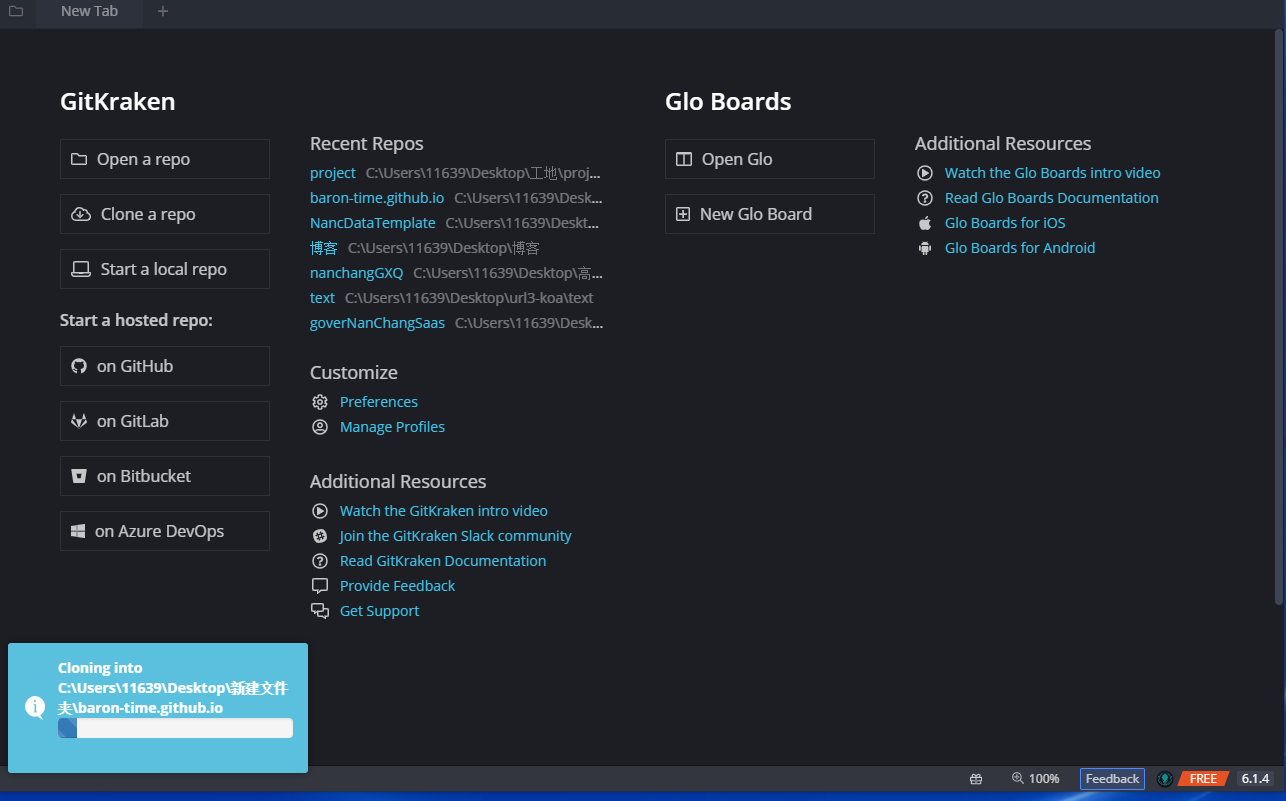 New Tab
GitKraken
Open a repo
Clone a repo
Start a local repo
Start a hosted repo:
on GitHub
on GitLab
on Bitbucket
on Azure DevOps
Recent Repos
project C:\Users\11639\Desktop\工地\proj...
baron-time.github.io C:\Users\11639\Desk...
NancDataTemplate C:\Users\11639\Deskt...
博客 C:\Users\11639\Desktop\博客
nanchangGXQ C:\Users\11639\Desktop\高...
text C:\Users\11639\Desktop\url3-koa\text
goverNanChangSaas C:\Users\11639\Desk...
Customize
Preferences
Manage Profiles
Additional Resources
Watch the GitKraken intro video
Join the GitKraken Slack community
Read GitKraken Documentation
Provide Feedback
Get Support
Glo Boards
Open Glo
New Glo Board
Additional Resources
Watch the Glo Boards intro video
Read Glo Boards Documentation
Glo Boards for iOS
Glo Boards for Android
Cloning into
C:\Users\11639\Desktop\新建文件
夹\baron-time.github.io
100%
Feedback
FREE
6.1.4